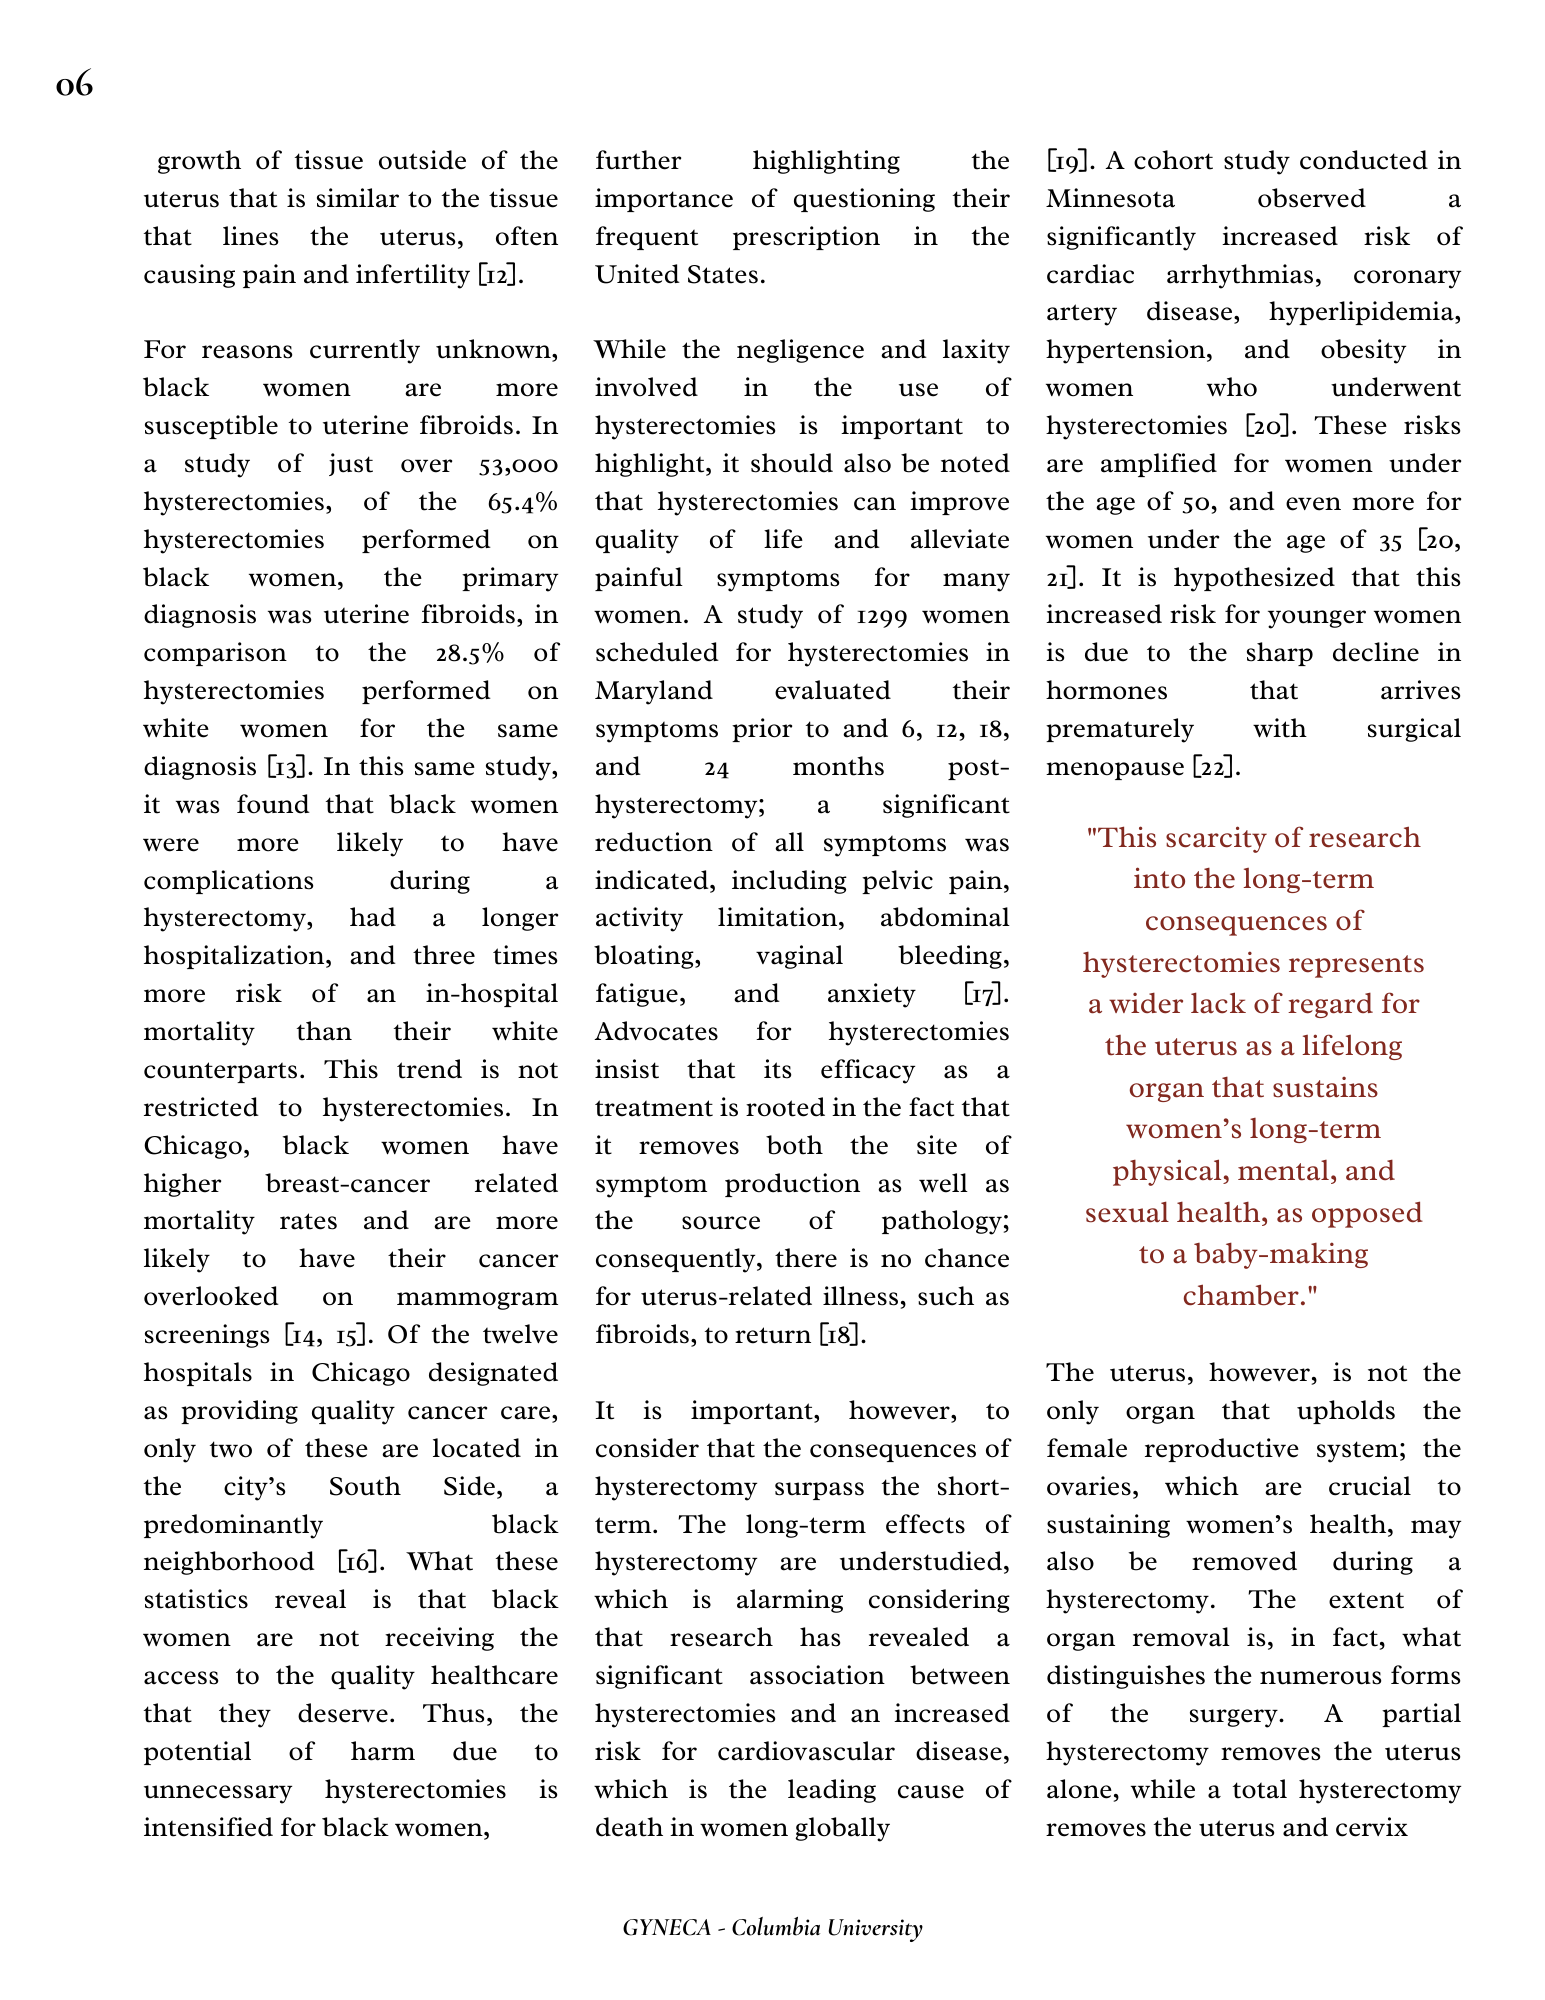 06
growth of tissue outside of the
uterus that is similar to the tissue
that lines the uterus, often
causing pain and infertility [12].
For reasons currently unknown,
black women are more
susceptible to uterine fibroids. In
a study of just over 53,000
hysterectomies, of the 65.4%
hysterectomies performed on
black women, the primary
diagnosis was uterine fibroids, in
comparison to the 28.5% of
hysterectomies performed on
white women for the same
diagnosis [13]. In this same study,
it was found that black women
were more likely to have
complications during a
hysterectomy, had a longer
hospitalization, and three times
more risk of an in-hospital
mortality than their white
counterparts. This trend is not
restricted to hysterectomies. In
Chicago, black women have
higher breast-cancer related
mortality rates and are more
likely to have their cancer
overlooked on mammogram
screenings [14, 15]. Of the twelve
hospitals in Chicago designated
as providing quality cancer care,
only two of these are located in
the city’s South Side, a
predominantly black
neighborhood [16]. What these
statistics reveal is that black
women are not receiving the
access to the quality healthcare
that they deserve. Thus, the
potential of harm due to
unnecessary hysterectomies is
intensified for black women,
further highlighting the
importance of questioning their
frequent prescription in the
United States.
While the negligence and laxity
involved in the use of
hysterectomies is important to
highlight, it should also be noted
that hysterectomies can improve
quality of life and alleviate
painful symptoms for many
women. A study of 1299 women
scheduled for hysterectomies in
Maryland evaluated their
symptoms prior to and 6, 12, 18,
and 24 months post-
hysterectomy; a significant
reduction of all symptoms was
indicated, including pelvic pain,
activity limitation, abdominal
bloating, vaginal bleeding,
fatigue, and anxiety [17].
Advocates for hysterectomies
insist that its efficacy as a
treatment is rooted in the fact that
it removes both the site of
symptom production as well as
the source of pathology;
consequently, there is no chance
for uterus-related illness, such as
fibroids, to return [18].
It is important, however, to
consider that the consequences of
hysterectomy surpass the short-
term. The long-term effects of
hysterectomy are understudied,
which is alarming considering
that research has revealed a
significant association between
hysterectomies and an increased
risk for cardiovascular disease,
which is the leading cause of
death in women globally
[19]. A cohort study conducted in
Minnesota observed a
significantly increased risk of
cardiac arrhythmias, coronary
artery disease, hyperlipidemia,
hypertension, and obesity in
women who underwent
hysterectomies [20]. These risks
are amplified for women under
the age of 50, and even more for
women under the age of 35 [20,
21]. It is hypothesized that this
increased risk for younger women
is due to the sharp decline in
hormones that arrives
prematurely with surgical
menopause [22].
"This scarcity of research
into the long-term
consequences of
hysterectomies represents
a wider lack of regard for
the uterus as a lifelong
organ that sustains
women’s long-term
physical, mental, and
sexual health, as opposed
to a baby-making
chamber."
The uterus, however, is not the
only organ that upholds the
female reproductive system; the
ovaries, which are crucial to
sustaining women’s health, may
also be removed during a
hysterectomy. The extent of
organ removal is, in fact, what
distinguishes the numerous forms
of the surgery. A partial
hysterectomy removes the uterus
alone, while a total hysterectomy
removes the uterus and cervix
GYNECA - Columbia University